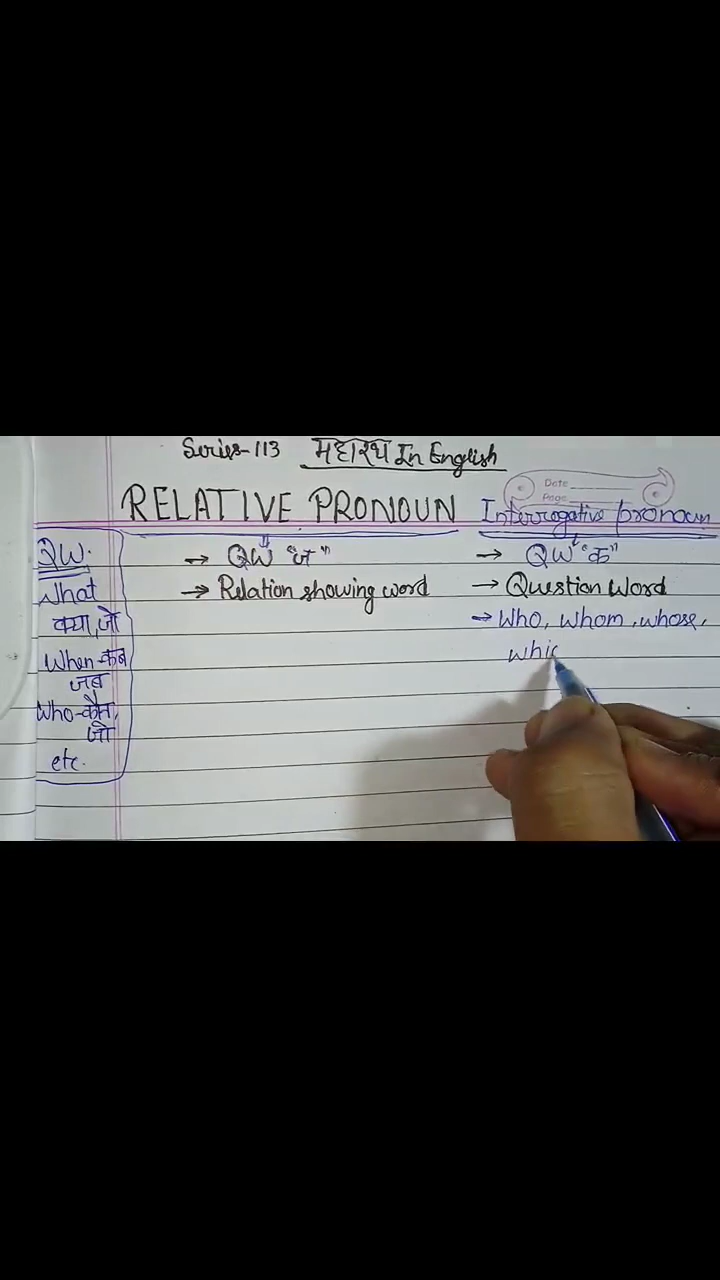 Series-113 महारथ In English
Date
Page
RELATIVE PRONOUN
Interrogative pronoun
QW.
What
क्या, जो
When-कब
जब
Who-कौन,
जो
etc.
→ QW "ज"
→ Relation showing word
→ QW "क"
→ Question Word
→ Who, whom, whose,
whic